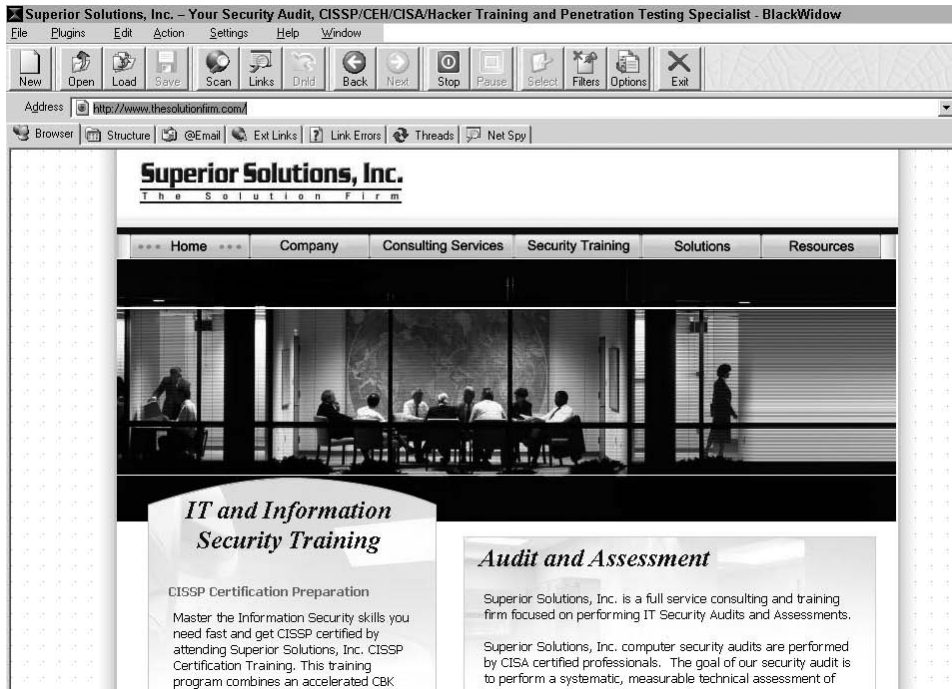 Superior Solutions, Inc. – Your Security Audit, CISSP/CEH/CISA/Hacker Training and Penetration Testing Specialist - BlackWidow
File Plugins Edit Action Settings Help Window
New Open Load Save Scan Links Dnld Back Next Stop Pause Select Filters Options Exit
Address http://www.thesolutionfirm.com/
Browser Structure @Email Ext Links Link Errors Threads Net Spy
Superior Solutions, Inc.
The Solution Firm
Home Company Consulting Services Security Training Solutions Resources
IT and Information
Security Training
CISSP Certification Preparation
Master the Information Security skills you
need fast and get CISSP certified by
attending Superior Solutions, Inc. CISSP
Certification Training. This training
program combines an accelerated CBK
Audit and Assessment
Superior Solutions, Inc. is a full service consulting and training
firm focused on performing IT Security Audits and Assessments.
Superior Solutions, Inc. computer security audits are performed
by CISA certified professionals. The goal of our security audit is
to perform a systematic, measurable technical assessment of